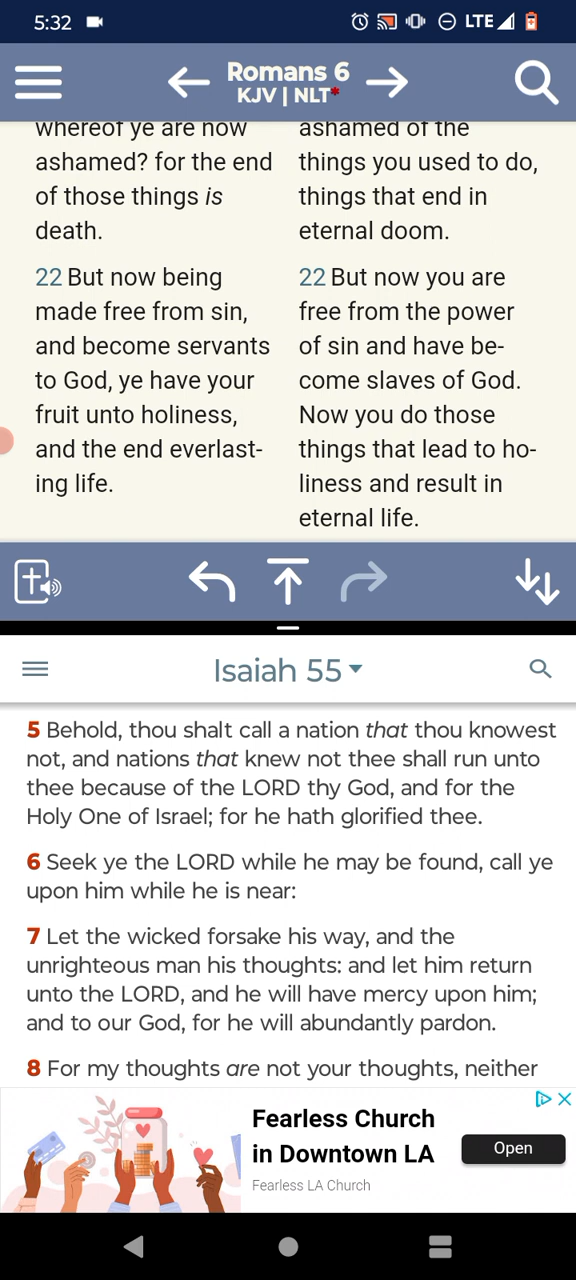 5:32
LTE
Romans 6
KJV | NLT*
whereof ye are now
ashamed? for the end
of those things is
death.
22 But now being
made free from sin,
and become servants
to God, ye have your
fruit unto holiness,
and the end everlast-
ing life.
ashamed of the
things you used to do,
things that end in
eternal doom.
22 But now you are
free from the power
of sin and have be-
come slaves of God.
Now you do those
things that lead to ho-
liness and result in
eternal life.
Isaiah 55
5 Behold, thou shalt call a nation that thou knowest
not, and nations that knew not thee shall run unto
thee because of the LORD thy God, and for the
Holy One of Israel; for he hath glorified thee.
6 Seek ye the LORD while he may be found, call ye
upon him while he is near:
7 Let the wicked forsake his way, and the
unrighteous man his thoughts: and let him return
unto the LORD, and he will have mercy upon him;
and to our God, for he will abundantly pardon.
8 For my thoughts are not your thoughts, neither
Fearless Church
in Downtown LA
Fearless LA Church
Open